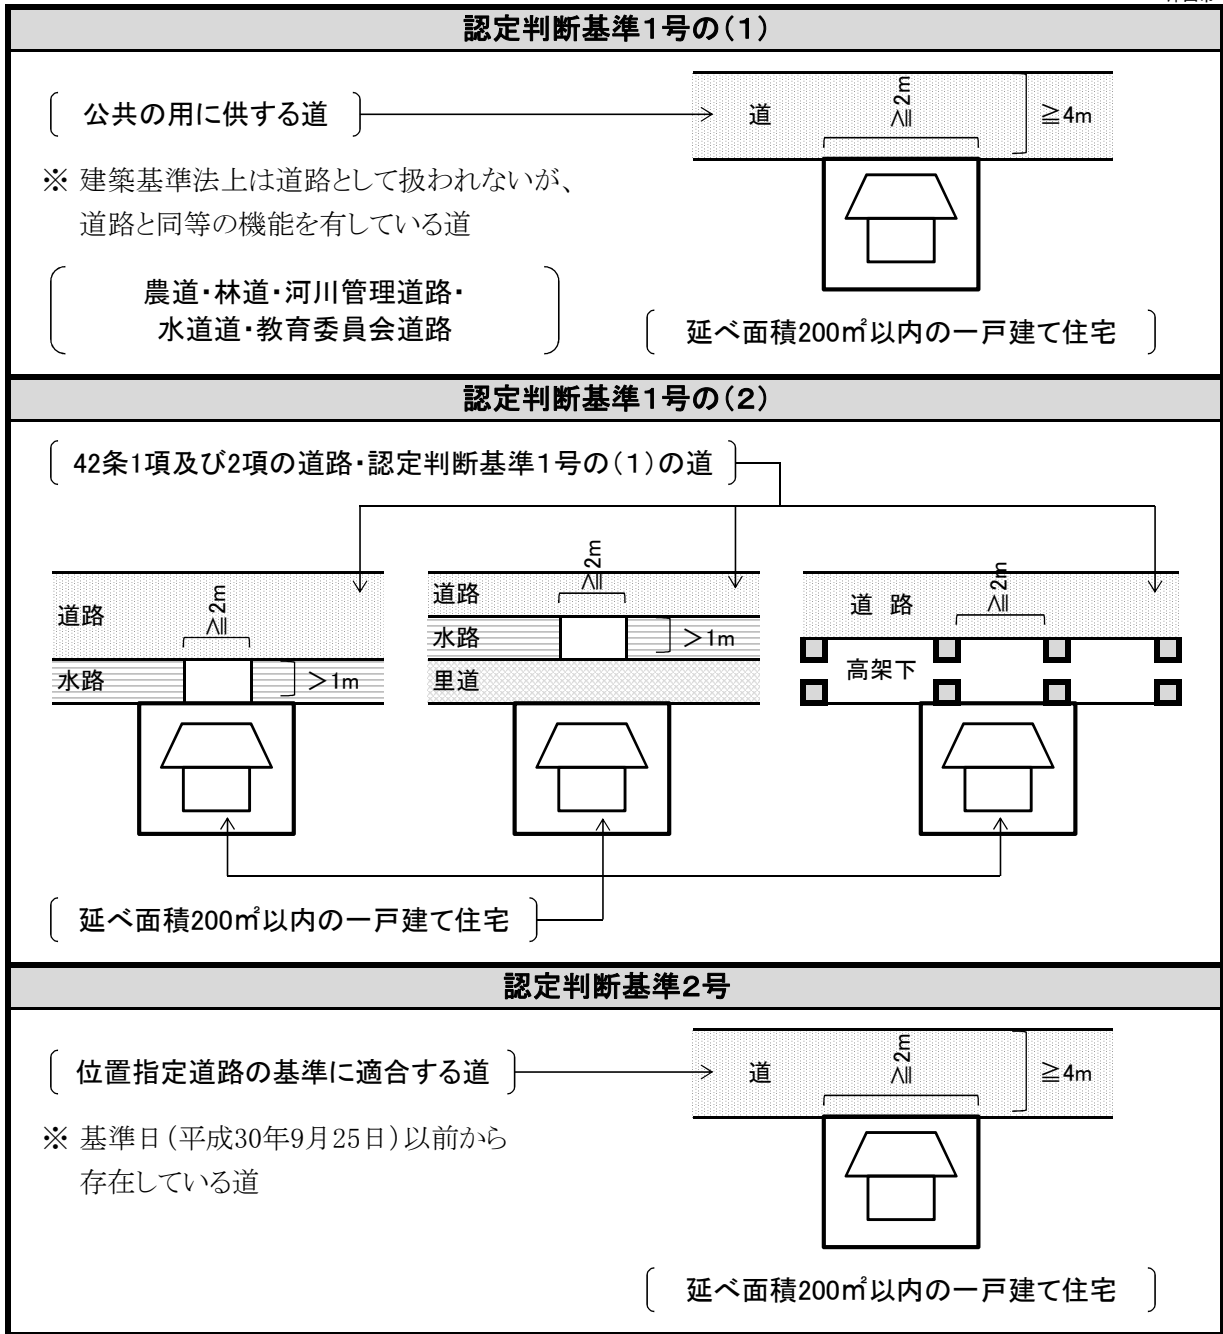 認定判断基準1号の(1)
公共の用に供する道
道
≧2m
≧4m
※ 建築基準法上は道路として扱われないが、
道路と同等の機能を有している道
農道・林道・河川管理道路・
水道道・教育委員会道路
延べ面積200㎡以内の一戸建て住宅
認定判断基準1号の(2)
42条1項及び2項の道路・認定判断基準1号の(1)の道
道路
≧2m
水路
>1m
道路
≧2m
水路
>1m
里道
道 路
≧2m
高架下
延べ面積200㎡以内の一戸建て住宅
認定判断基準2号
位置指定道路の基準に適合する道
道
≧2m
≧4m
※ 基準日(平成30年9月25日)以前から
存在している道
延べ面積200㎡以内の一戸建て住宅